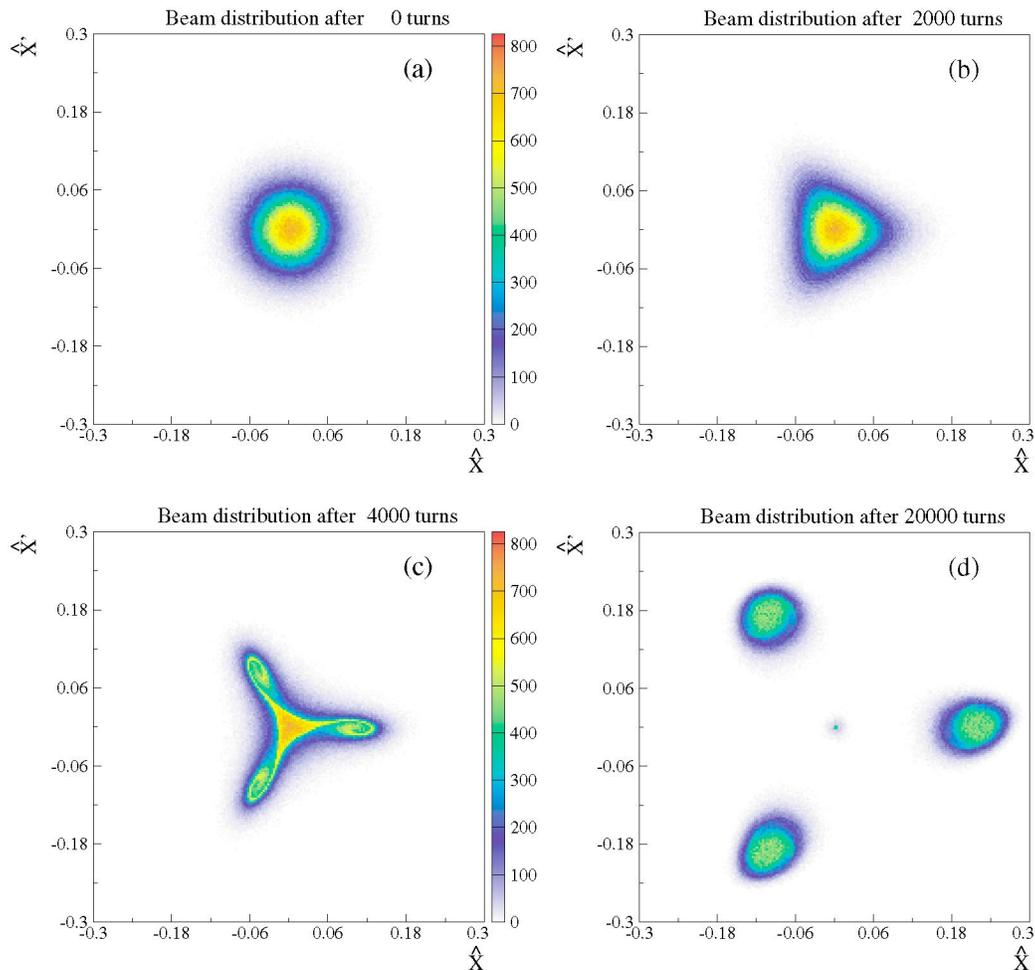 Beam distribution after 0 turns
X̂'
(a)
0.3
0.18
0.06
-0.06
-0.18
-0.3
-0.3 -0.18 -0.06 0.06 0.18 0.3
X̂
800
700
600
500
400
300
200
100
0
Beam distribution after 2000 turns
X̂'
(b)
0.3
0.18
0.06
-0.06
-0.18
-0.3
-0.3 -0.18 -0.06 0.06 0.18 0.3
X̂
Beam distribution after 4000 turns
X̂'
(c)
0.3
0.18
0.06
-0.06
-0.18
-0.3
-0.3 -0.18 -0.06 0.06 0.18 0.3
X̂
800
700
600
500
400
300
200
100
0
Beam distribution after 20000 turns
X̂'
(d)
0.3
0.18
0.06
-0.06
-0.18
-0.3
-0.3 -0.18 -0.06 0.06 0.18 0.3
X̂